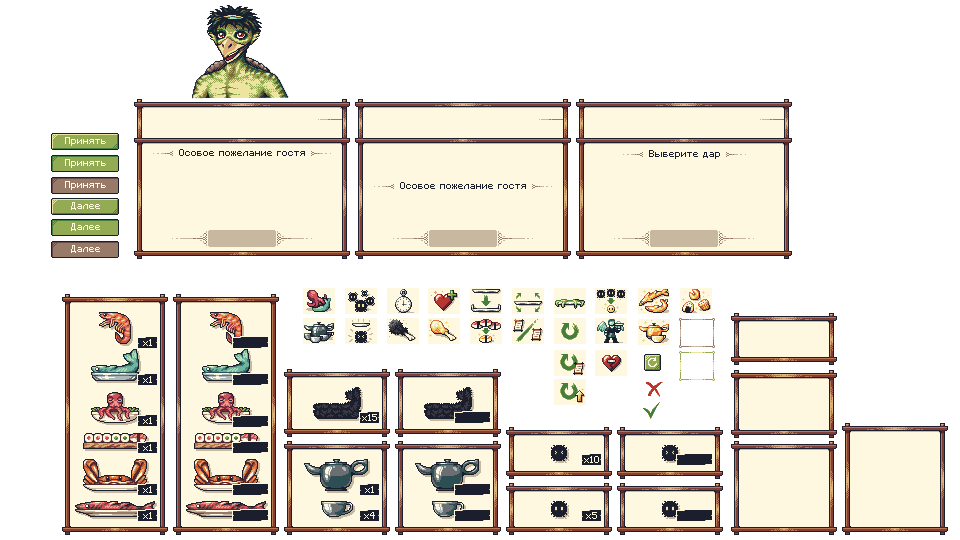 Принять
Принять
Принять
Далее
Далее
Далее
Особое пожелание гостя
Особое пожелание гостя
Выберите дар
x1
x1
x1
x1
x1
x1
x15
x1
x4
x10
x5